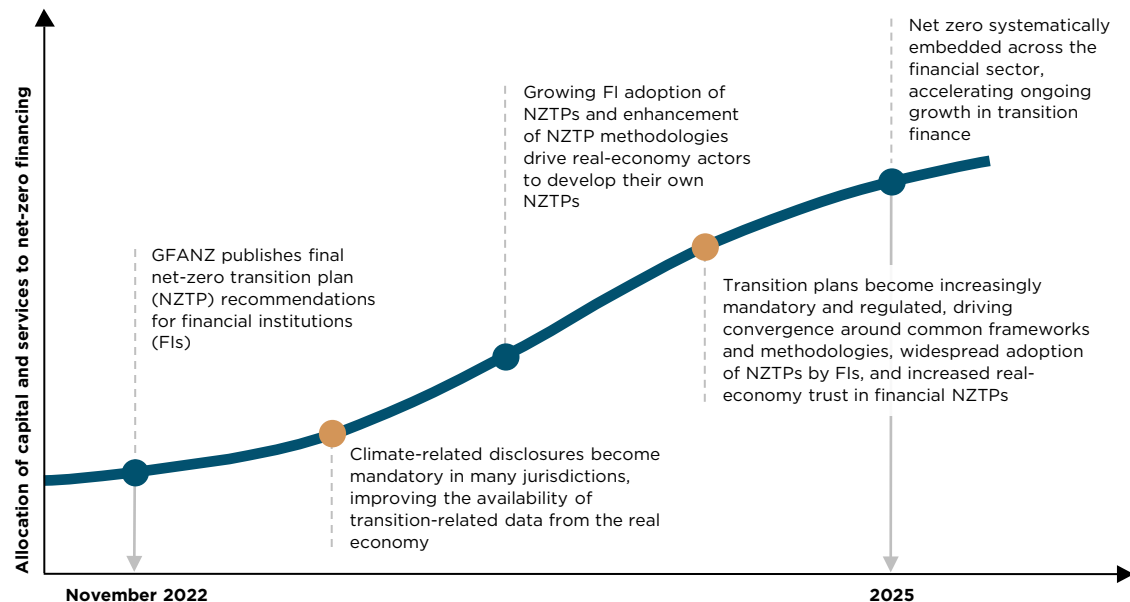 Allocation of capital and services to net-zero financing
GFANZ publishes final
net-zero transition plan
(NZTP) recommendations
for financial institutions
(FIs)
Climate-related disclosures become
mandatory in many jurisdictions,
improving the availability of
transition-related data from the real
economy
Growing FI adoption of
NZTPs and enhancement
of NZTP methodologies
drive real-economy actors
to develop their own
NZTPs
Transition plans become increasingly
mandatory and regulated, driving
convergence around common frameworks
and methodologies, widespread adoption
of NZTPs by FIs, and increased real-
economy trust in financial NZTPs
Net zero systematically
embedded across the
financial sector,
accelerating ongoing
growth in transition
finance
November 2022
2025